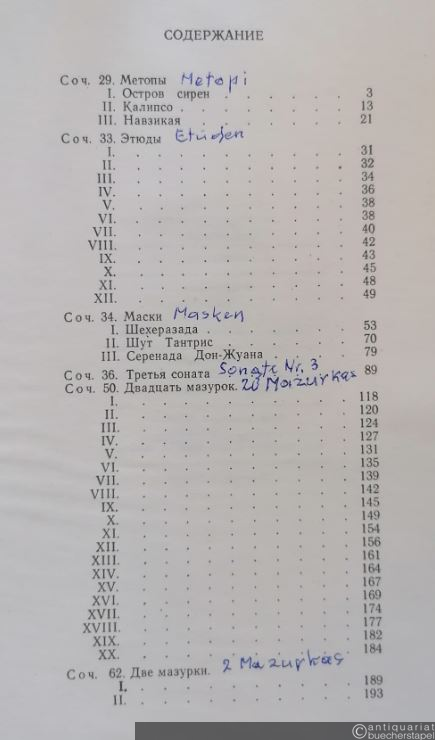 СОДЕРЖАНИЕ
Соч. 29. Метопы Metopi
I. Остров сирен . . . . . . . . 3
II. Калипсо . . . . . . . . 13
III. Навзикая . . . . . . . . 21
Соч. 33. Этюды Etuden
I. . . . . . . . . . 31
II. . . . . . . . . . 32
III. . . . . . . . . . 34
IV. . . . . . . . . . 36
V. . . . . . . . . . 38
VI. . . . . . . . . . 38
VII. . . . . . . . . . 40
VIII. . . . . . . . . . 42
IX. . . . . . . . . . 43
X. . . . . . . . . . 45
XI. . . . . . . . . . 48
XII. . . . . . . . . . 49
Соч. 34. Маски Masken
I. Шехеразада . . . . . . . . 53
II. Шут Тантрис . . . . . . . 70
III. Серенада Дон-Жуана . . . . . 79
Соч. 36. Третья соната Sonate Nr. 3 89
Соч. 50. Двадцать мазурок. 20 Mazurkas
I. . . . . . . . . . 118
II. . . . . . . . . . 120
III. . . . . . . . . . 124
IV. . . . . . . . . . 127
V. . . . . . . . . . 131
VI. . . . . . . . . . 135
VII. . . . . . . . . . 139
VIII. . . . . . . . . . 142
IX. . . . . . . . . . 145
X. . . . . . . . . . 149
XI. . . . . . . . . . 154
XII. . . . . . . . . . 156
XIII. . . . . . . . . . 161
XIV. . . . . . . . . . 164
XV. . . . . . . . . . 167
XVI. . . . . . . . . . 169
XVII. . . . . . . . . . 174
XVIII. . . . . . . . . . 177
XIX. . . . . . . . . . 182
XX. . . . . . . . . . 184
Соч. 62. Две мазурки. 2 Mazurkas
I. . . . . . . . . . 189
II. . . . . . . . . . 193
©antiquariat
buecherstapel